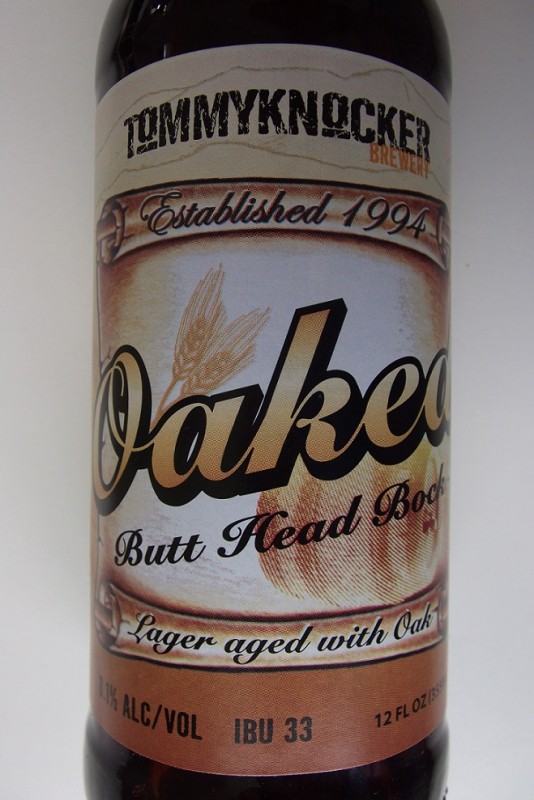 TOMMYKNOCKER
BREWERY
Established 1994
Oaked
Butt Head Bock
Lager aged with Oak
ALC/VOL IBU 33 12 FL OZ